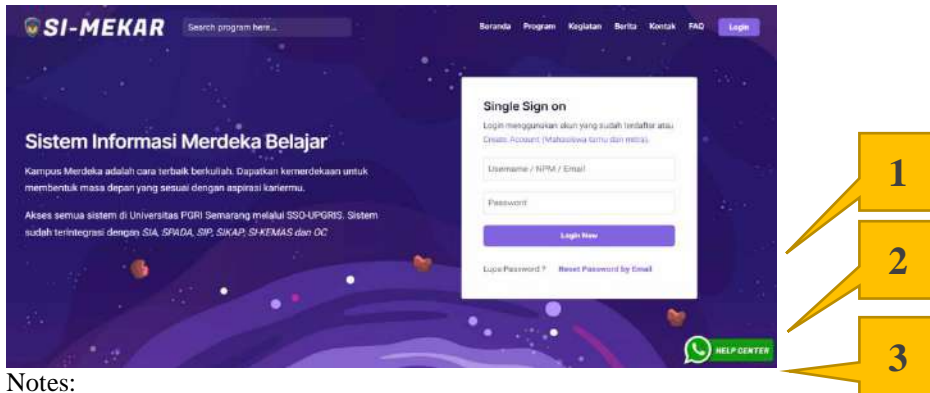 SI-MEKAR
Search program here...
Beranda Program Kegiatan Berita Kontak FAQ Login
Single Sign on
Login menggunakan akun yang sudah terdaftar atau
Create Account (Mahasiswa tamu dan mitra).
Username / NPM / Email
Password
Login Now
Lupa Password ? Reset Password by Email
Sistem Informasi Merdeka Belajar
Kampus Merdeka adalah cara terbaik berkuliah. Dapatkan kemerdekaan untuk
membentuk masa depan yang sesuai dengan aspirasi kariermu.
Akses semua sistem di Universitas PGRI Semarang melalui SSO-UPGRIS. Sistem
sudah terintegrasi dengan SIA, SPADA, SIP, SIKAP, SI-KEMAS dan OC
HELP CENTER
1
2
3
Notes: